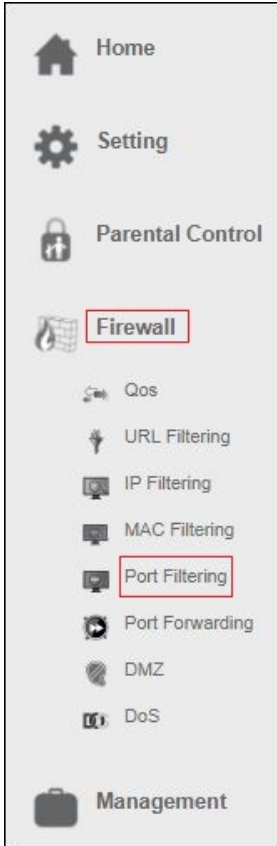 Home
Setting
Parental Control
Firewall
Qos
URL Filtering
IP Filtering
MAC Filtering
Port Filtering
Port Forwarding
DMZ
DoS
Management